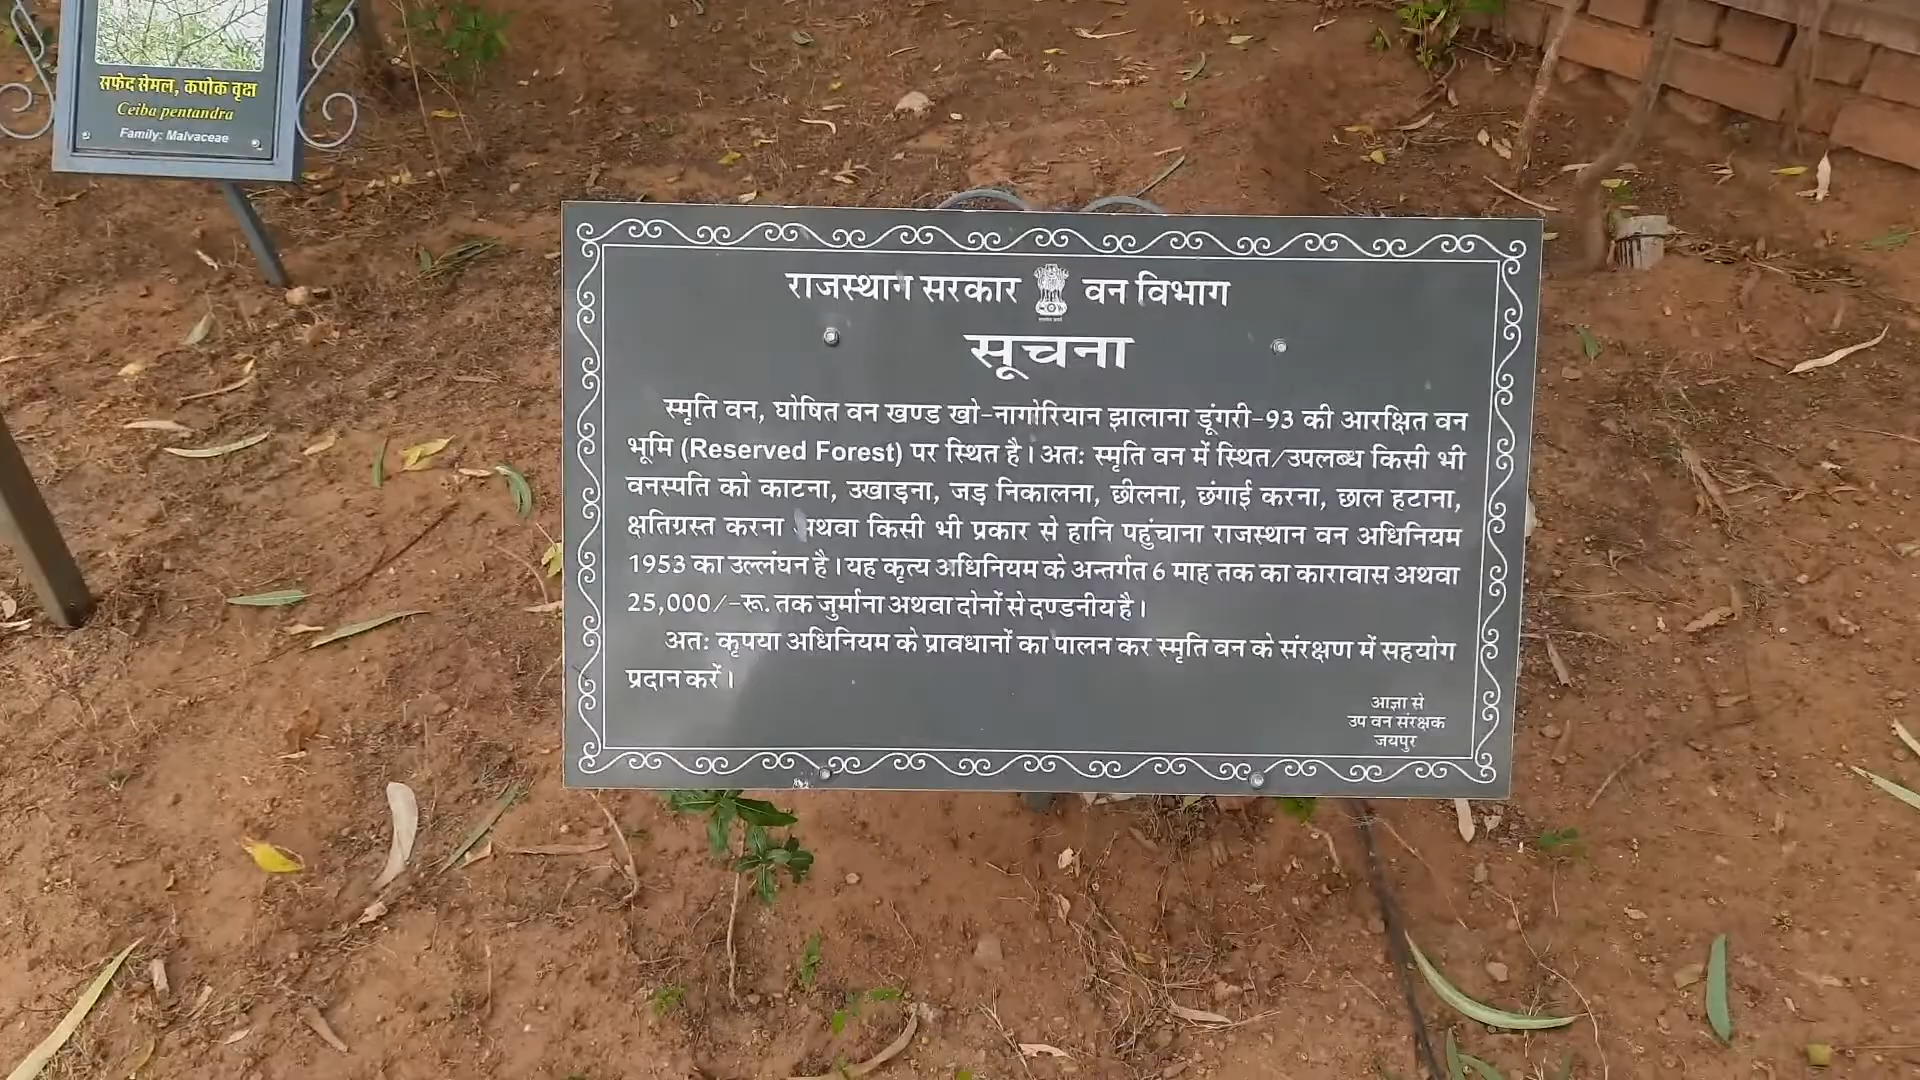 सफेद सेमल, कपोक वृक्ष
Ceiba pentandra
Family: Malvaceae
राजस्थान सरकार वन विभाग
सूचना
स्मृति वन, घोषित वन खण्ड खो-नागोरियान झालाना डूंगरी-93 की आरक्षित वन
भूमि (Reserved Forest) पर स्थित है। अतः स्मृति वन में स्थित/उपलब्ध किसी भी
वनस्पति को काटना, उखाड़ना, जड़ निकालना, छीलना, छंगाई करना, छाल हटाना,
क्षतिग्रस्त करना अथवा किसी भी प्रकार से हानि पहुंचाना राजस्थान वन अधिनियम
1953 का उल्लंघन है। यह कृत्य अधिनियम के अन्तर्गत 6 माह तक का कारावास अथवा
25,000/-रू. तक जुर्माना अथवा दोनों से दण्डनीय है।
अतः कृपया अधिनियम के प्रावधानों का पालन कर स्मृति वन के संरक्षण में सहयोग
प्रदान करें।
आज्ञा से
उप वन संरक्षक
जयपुर